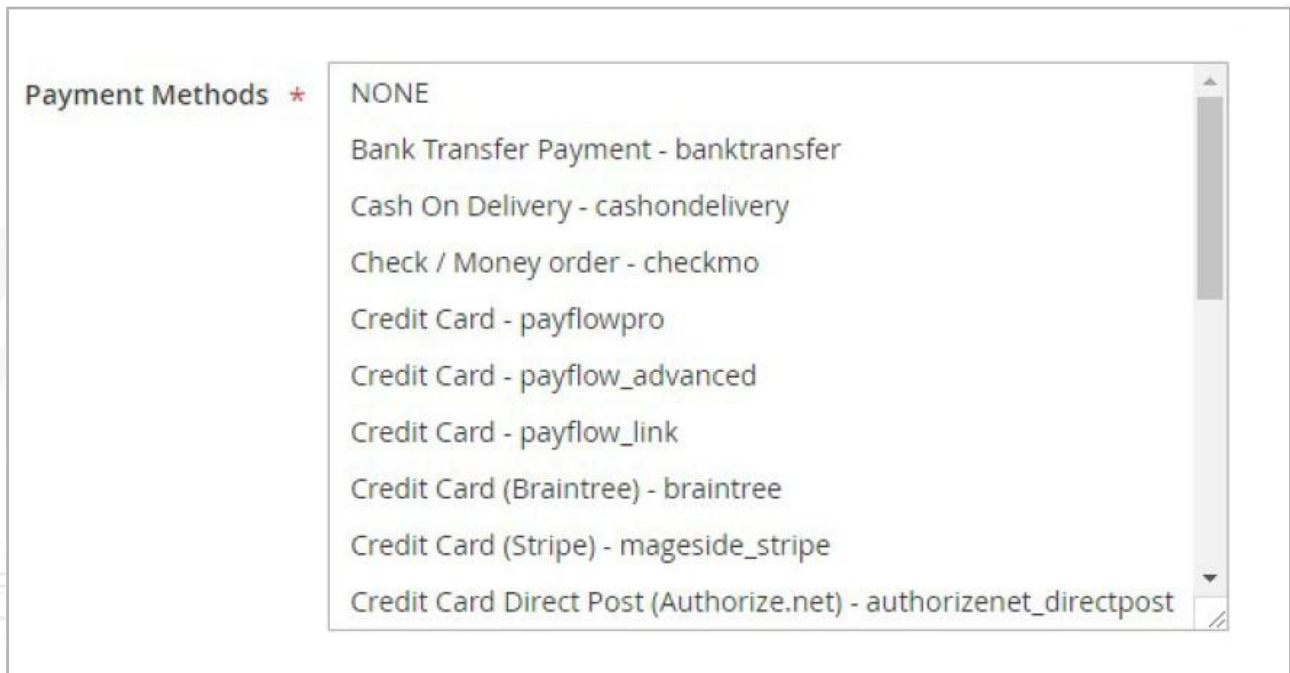 Payment Methods *
NONE
Bank Transfer Payment - banktransfer
Cash On Delivery - cashondelivery
Check / Money order - checkmo
Credit Card - payflowpro
Credit Card - payflow_advanced
Credit Card - payflow_link
Credit Card (Braintree) - braintree
Credit Card (Stripe) - mageside_stripe
Credit Card Direct Post (Authorize.net) - authorizenet_directpost